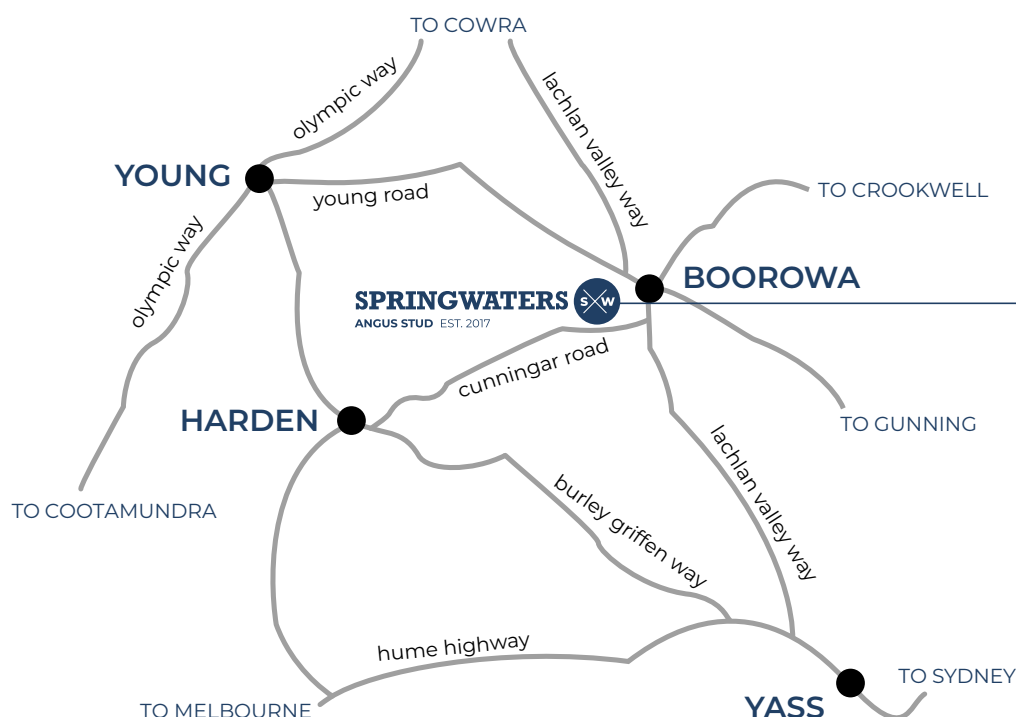 TO COWRA
olympic way
lachlan valley way
YOUNG
young road
TO CROOKWELL
olympic way
BOOROWA
SPRINGWATERS
S W
ANGUS STUD EST. 2017
cunningar road
HARDEN
TO GUNNING
lachlan valley way
TO COOTAMUNDRA
burley griffen way
hume highway
TO SYDNEY
YASS
TO MELBOURNE